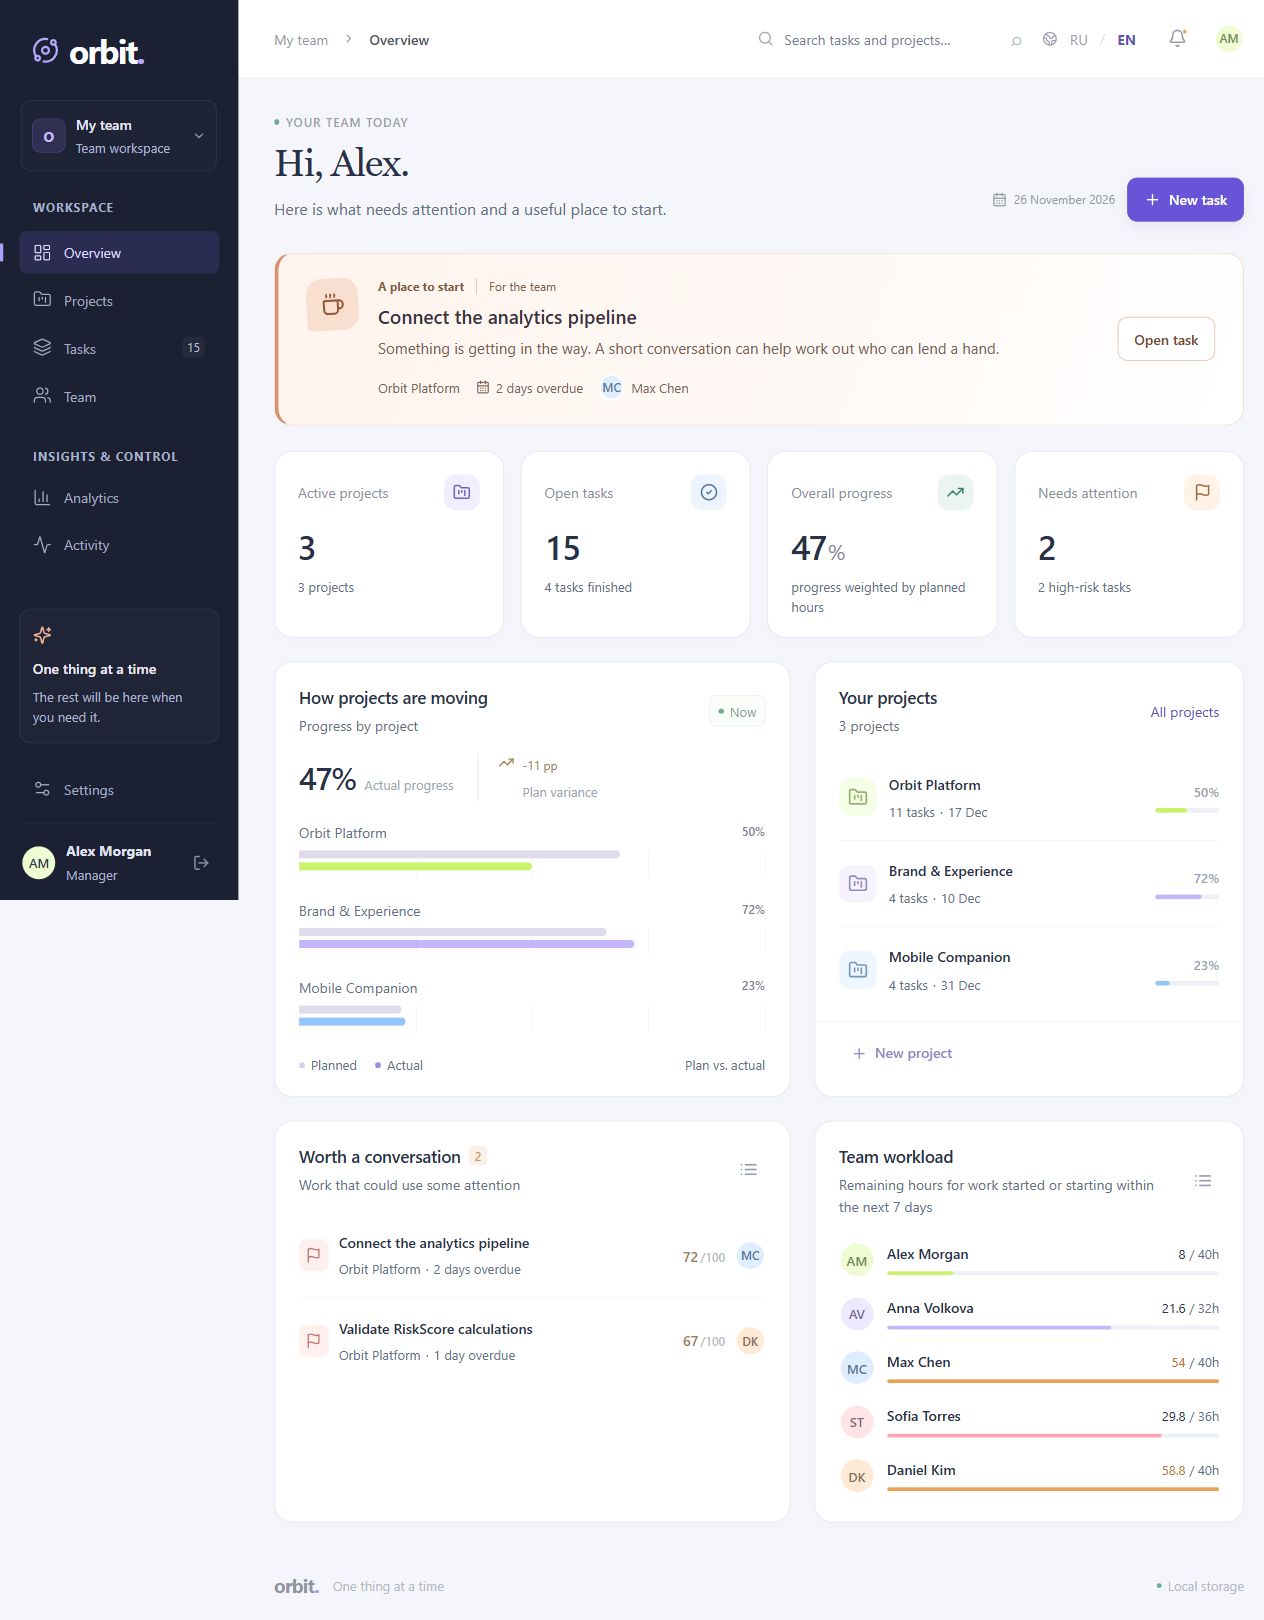 orbit.
o
My team
Team workspace
WORKSPACE
Overview
Projects
Tasks 15
Team
INSIGHTS & CONTROL
Analytics
Activity
One thing at a time
The rest will be here when
you need it.
Settings
AM
Alex Morgan
Manager
My team > Overview
Search tasks and projects...
RU / EN
AM
YOUR TEAM TODAY
Hi, Alex.
Here is what needs attention and a useful place to start.
26 November 2026
+ New task
A place to start | For the team
Connect the analytics pipeline
Something is getting in the way. A short conversation can help work out who can lend a hand.
Orbit Platform 2 days overdue MC Max Chen
Open task
Active projects
3
3 projects
Open tasks
15
4 tasks finished
Overall progress
47%
progress weighted by planned
hours
Needs attention
2
2 high-risk tasks
How projects are moving
Progress by project
Now
47% Actual progress
-11 pp
Plan variance
Orbit Platform 50%
Brand & Experience 72%
Mobile Companion 23%
Planned Actual Plan vs. actual
Your projects
3 projects
All projects
Orbit Platform
11 tasks · 17 Dec
50%
Brand & Experience
4 tasks · 10 Dec
72%
Mobile Companion
4 tasks · 31 Dec
23%
+ New project
Worth a conversation 2
Work that could use some attention
Connect the analytics pipeline
Orbit Platform · 2 days overdue
72/100 MC
Validate RiskScore calculations
Orbit Platform · 1 day overdue
67/100 DK
Team workload
Remaining hours for work started or starting within
the next 7 days
AM Alex Morgan 8 / 40h
AV Anna Volkova 21.6 / 32h
MC Max Chen 54 / 40h
ST Sofia Torres 29.8 / 36h
DK Daniel Kim 58.8 / 40h
orbit. One thing at a time
Local storage